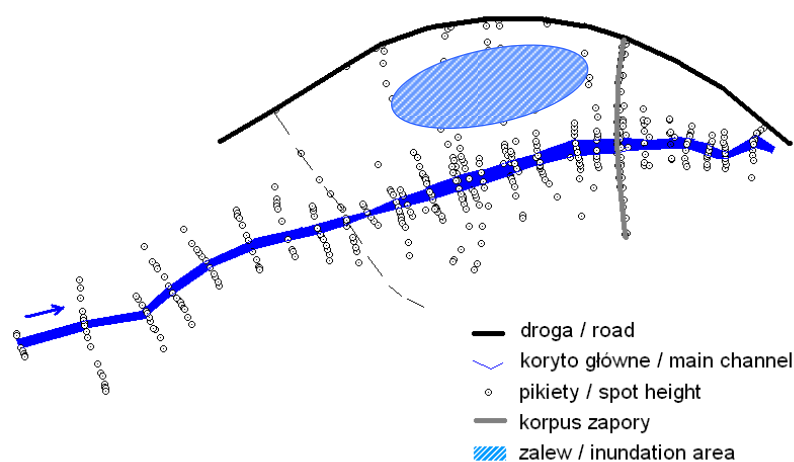 droga / road
koryto główne / main channel
pikiety / spot height
korpus zapory
zalew / inundation area